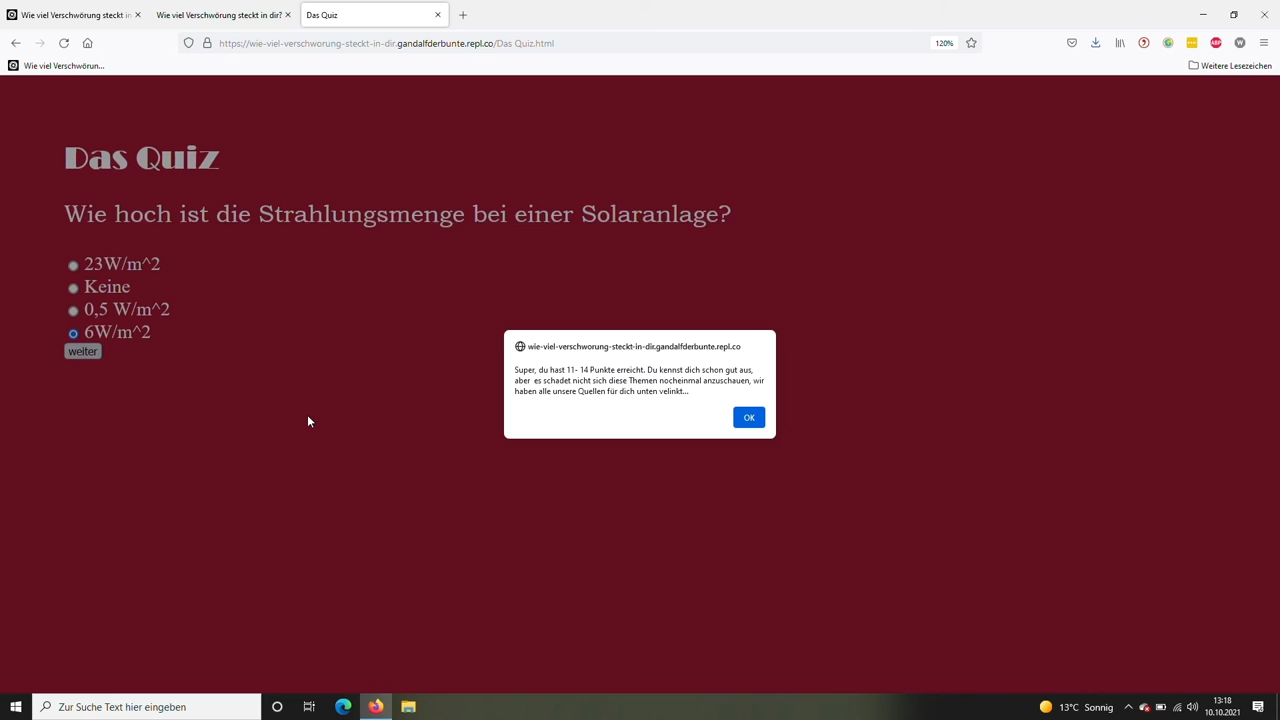 Wie viel Verschwörung steckt in
Wie viel Verschwörung steckt in dir?
Das Quiz
https://wie-viel-verschworung-steckt-in-dir.gandalfderbunte.repl.co/Das Quiz.html
120%
ABP
W
Wie viel Verschwörun...
Weitere Lesezeichen
Das Quiz
Wie hoch ist die Strahlungsmenge bei einer Solaranlage?
23W/m^2
Keine
0,5 W/m^2
6W/m^2
weiter
wie-viel-verschworung-steckt-in-dir.gandalfderbunte.repl.co
Super, du hast 11- 14 Punkte erreicht. Du kennst dich schon gut aus,
aber es schadet nicht sich diese Themen nocheinmal anzuschauen, wir
haben alle unsere Quellen für dich unten velinkt...
OK
Zur Suche Text hier eingeben
13°C Sonnig
13:18
10.10.2021